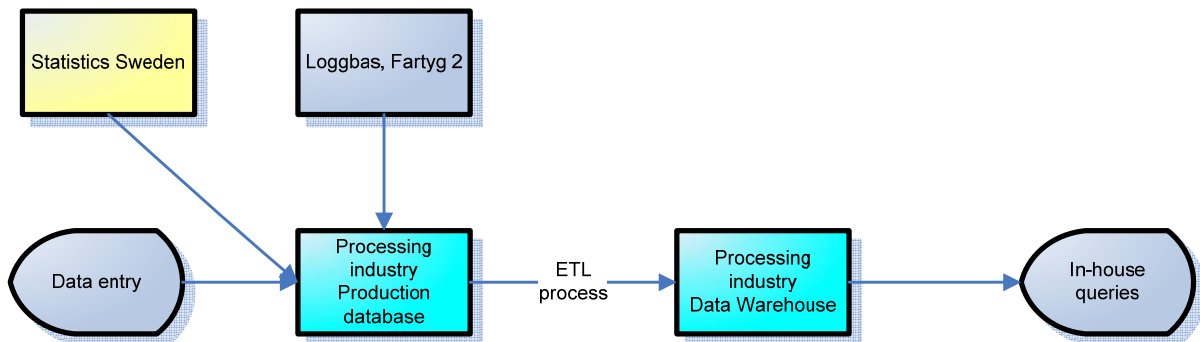 Statistics Sweden
Loggbas, Fartyg 2
Data entry
Processing
industry
Production
database
ETL
process
Processing
industry
Data Warehouse
In-house
queries